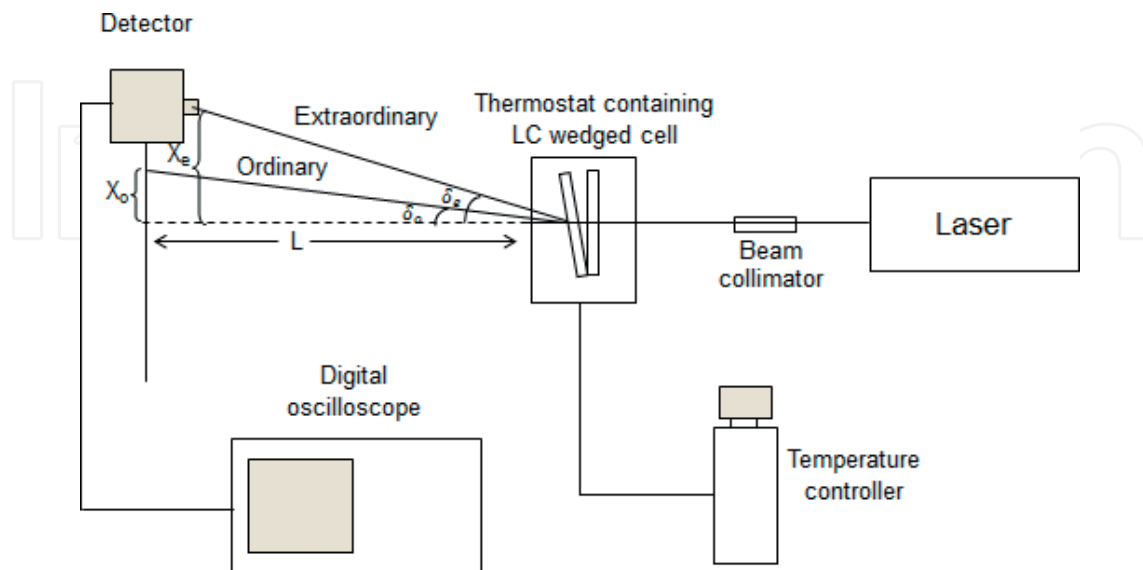 Detector
Thermostat containing
LC wedged cell
Extraordinary
Ordinary
Xₑ
Xₒ
δₑ
δₒ
L
Laser
Beam
collimator
Digital
oscilloscope
Temperature
controller